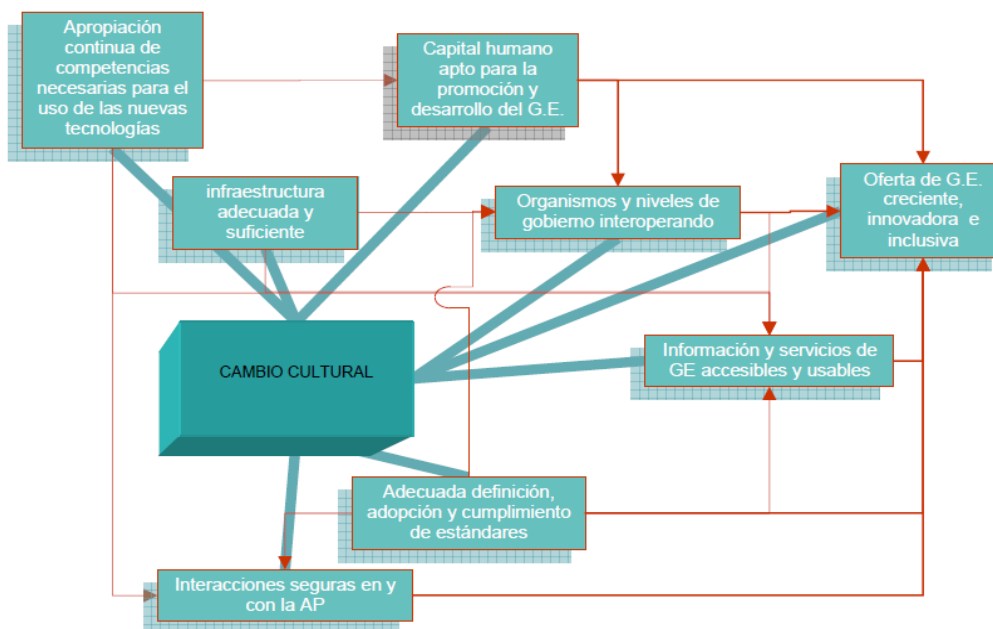 Apropiación
continua de
competencias
necesarias para el
uso de las nuevas
tecnologías
Capital humano
apto para la
promoción y
desarrollo del G.E.
infraestructura
adecuada y
suficiente
Organismos y niveles de
gobierno interoperando
Oferta de G.E.
creciente,
innovadora e
inclusiva
CAMBIO CULTURAL
Información y servicios de
GE accesibles y usables
Adecuada definición,
adopción y cumplimiento
de estándares
Interacciones seguras en y
con la AP